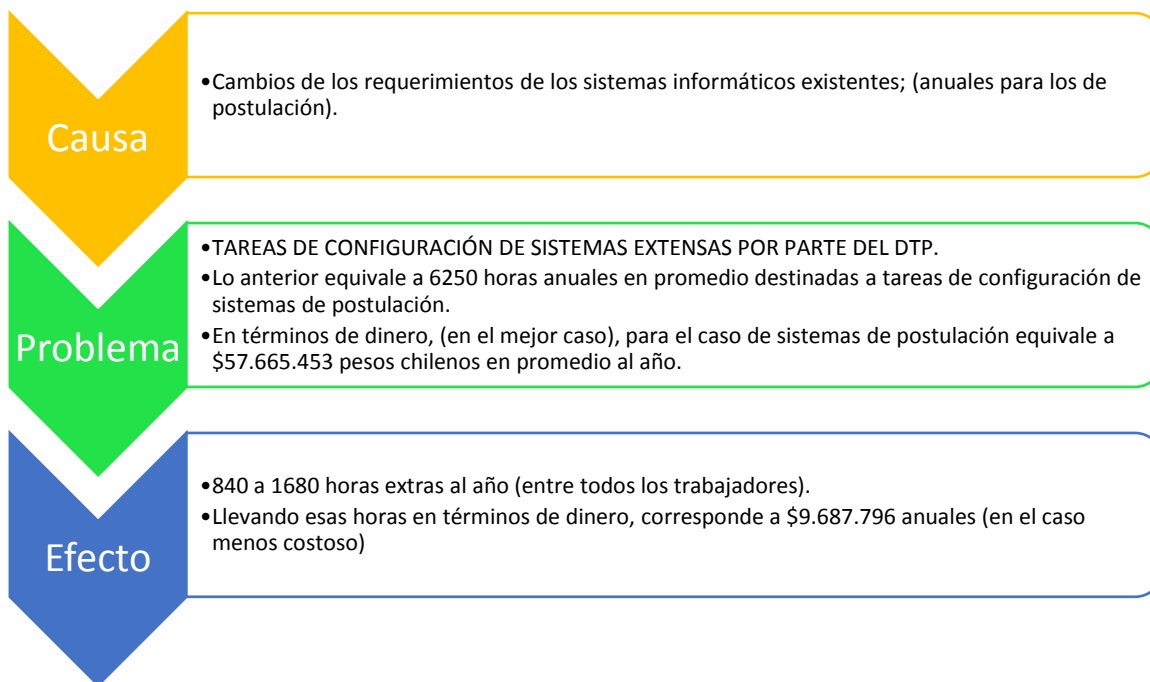 Causa
•Cambios de los requerimientos de los sistemas informáticos existentes; (anuales para los de
postulación).
Problema
•TAREAS DE CONFIGURACIÓN DE SISTEMAS EXTENSAS POR PARTE DEL DTP.
•Lo anterior equivale a 6250 horas anuales en promedio destinadas a tareas de configuración de
sistemas de postulación.
•En términos de dinero, (en el mejor caso), para el caso de sistemas de postulación equivale a
$57.665.453 pesos chilenos en promedio al año.
Efecto
•840 a 1680 horas extras al año (entre todos los trabajadores).
•Llevando esas horas en términos de dinero, corresponde a $9.687.796 anuales (en el caso
menos costoso)